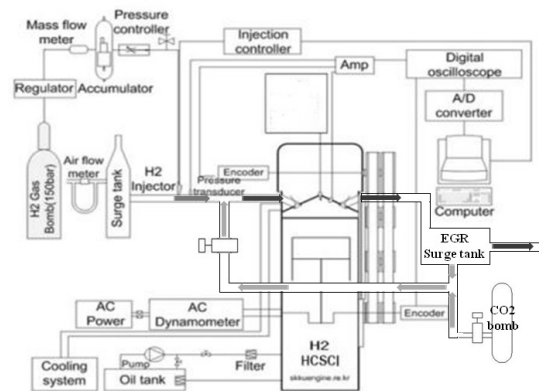 Mass flow
meter
Pressure
controller
Injection
controller
Amp
Digital
oscilloscope
Regulator
Accumulator
A/D
converter
Air flow
meter
H2
Injector
Encoder
Pressure
transducer
H2 Gas
Bomb(150bar)
Surge tank
Computer
EGR
Surge tank
AC
Power
AC
Dynamometer
Encoder
CO2
bomb
H2
HCSCI
skkuengine.re.kr
Cooling
system
Pump
Filter
Oil tank